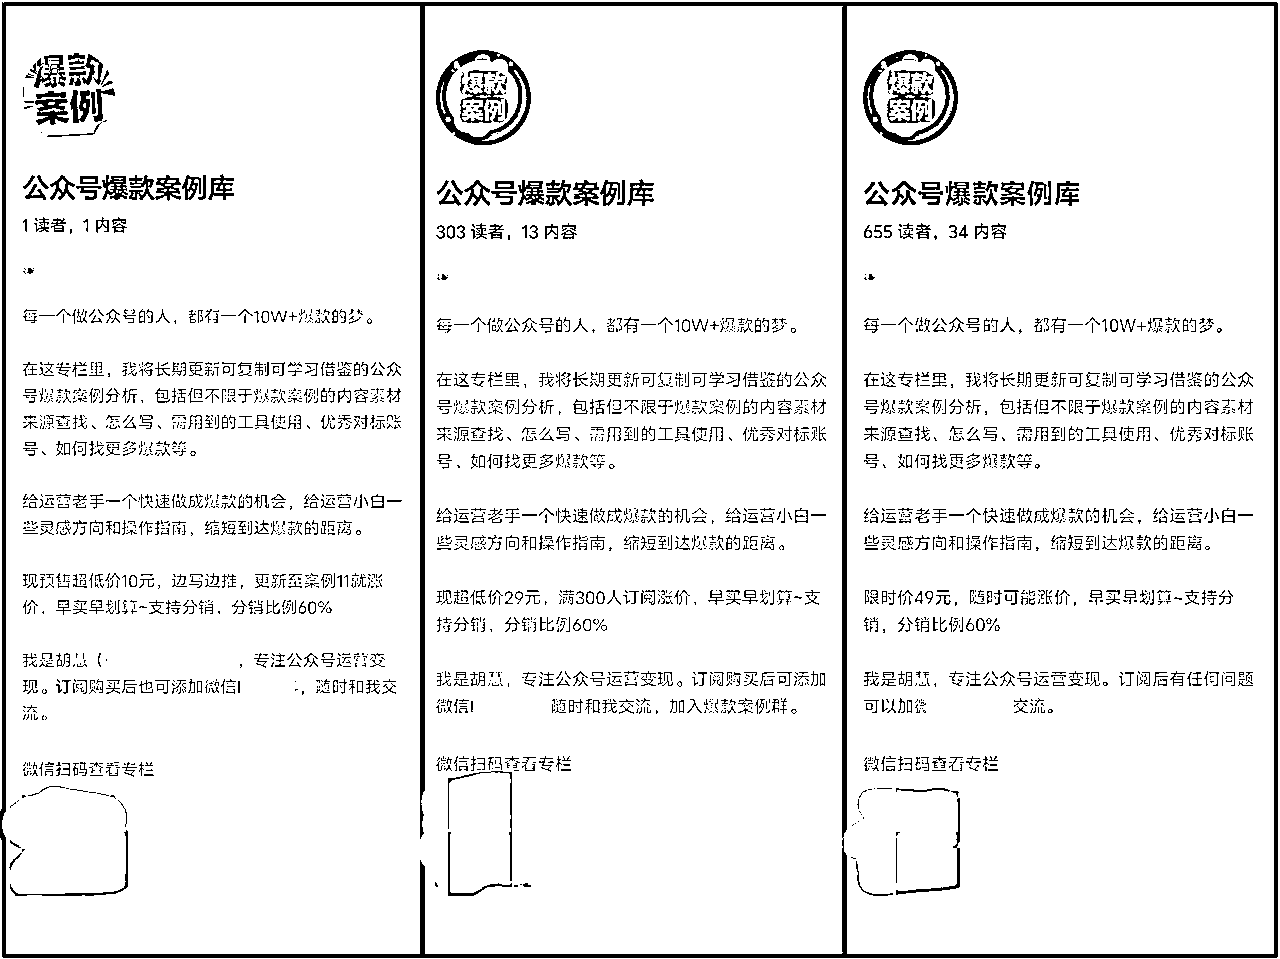 爆款
案例
公众号爆款案例库
1 读者，1 内容
每一个做公众号的人，都有一个10W+爆款的梦。
在这专栏里，我将长期更新可复制可学习借鉴的公众
号爆款案例分析，包括但不限于爆款案例的内容素材
来源查找、怎么写、需用到的工具使用、优秀对标账
号、如何找更多爆款等。
给运营老手一个快速做成爆款的机会，给运营小白一
些灵感方向和操作指南，缩短到达爆款的距离。
现预售超低价10元，边写边推，更新至案例11就涨
价，早买早划算~支持分销，分销比例60%
我是胡慧（ ，专注公众号运营变
现。订阅购买后也可添加微信 ，随时和我交
流。
微信扫码查看专栏
爆款
案例
公众号爆款案例库
303 读者，13 内容
每一个做公众号的人，都有一个10W+爆款的梦。
在这专栏里，我将长期更新可复制可学习借鉴的公众
号爆款案例分析，包括但不限于爆款案例的内容素材
来源查找、怎么写、需用到的工具使用、优秀对标账
号、如何找更多爆款等。
给运营老手一个快速做成爆款的机会，给运营小白一
些灵感方向和操作指南，缩短到达爆款的距离。
现超低价29元，满300人订阅涨价，早买早划算~支
持分销，分销比例60%
我是胡慧，专注公众号运营变现。订阅购买后可添加
微信 随时和我交流，加入爆款案例群。
微信扫码查看专栏
爆款
案例
公众号爆款案例库
655 读者，34 内容
每一个做公众号的人，都有一个10W+爆款的梦。
在这专栏里，我将长期更新可复制可学习借鉴的公众
号爆款案例分析，包括但不限于爆款案例的内容素材
来源查找、怎么写、需用到的工具使用、优秀对标账
号、如何找更多爆款等。
给运营老手一个快速做成爆款的机会，给运营小白一
些灵感方向和操作指南，缩短到达爆款的距离。
限时价49元，随时可能涨价，早买早划算~支持分
销，分销比例60%
我是胡慧，专注公众号运营变现。订阅后有任何问题
可以加微 交流。
微信扫码查看专栏